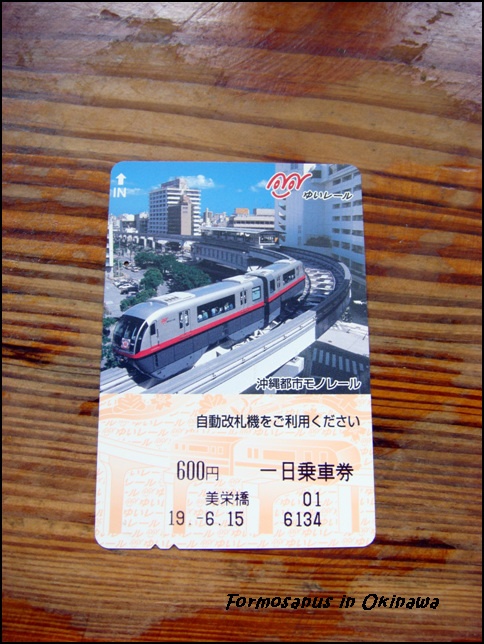 IN
ゆいレール
沖縄都市モノレール
自動改札機をご利用ください
600円 一日乗車券
美栄橋 01
19.-6.15 6134
Formosanus in Okinawa